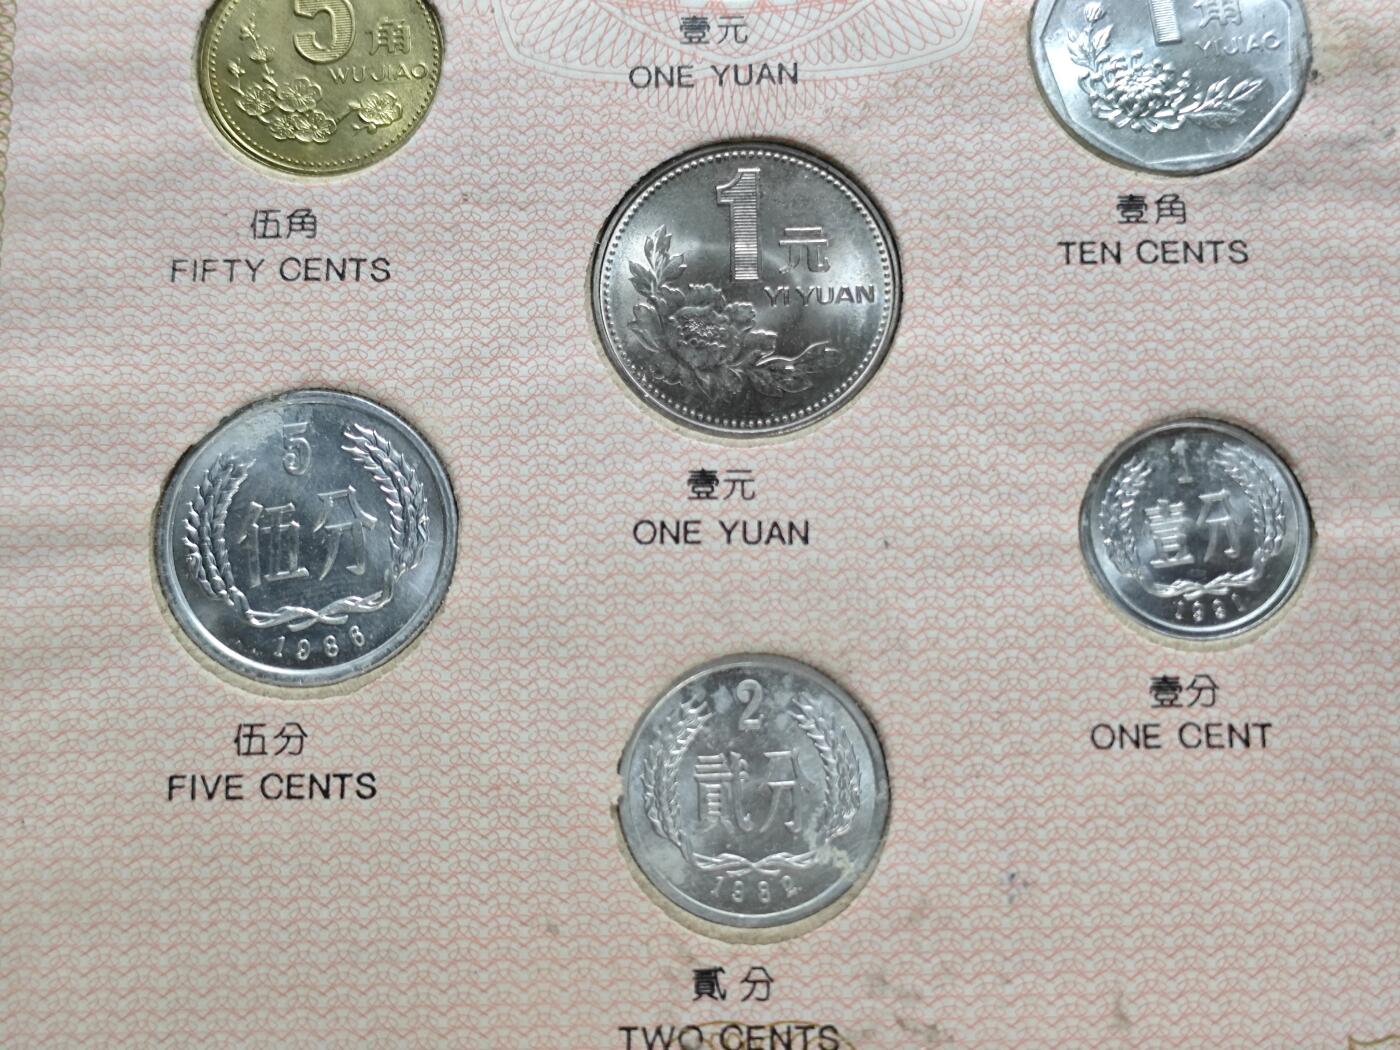 5角
WU JIAO
壹元
ONE YUAN
1角
YI JIAO
伍角
FIFTY CENTS
1元
YI YUAN
壹角
TEN CENTS
5
伍分
1986
伍分
FIVE CENTS
壹元
ONE YUAN
1
壹分
1991
壹分
ONE CENT
2
貳分
1982
貳分
TWO CENTS